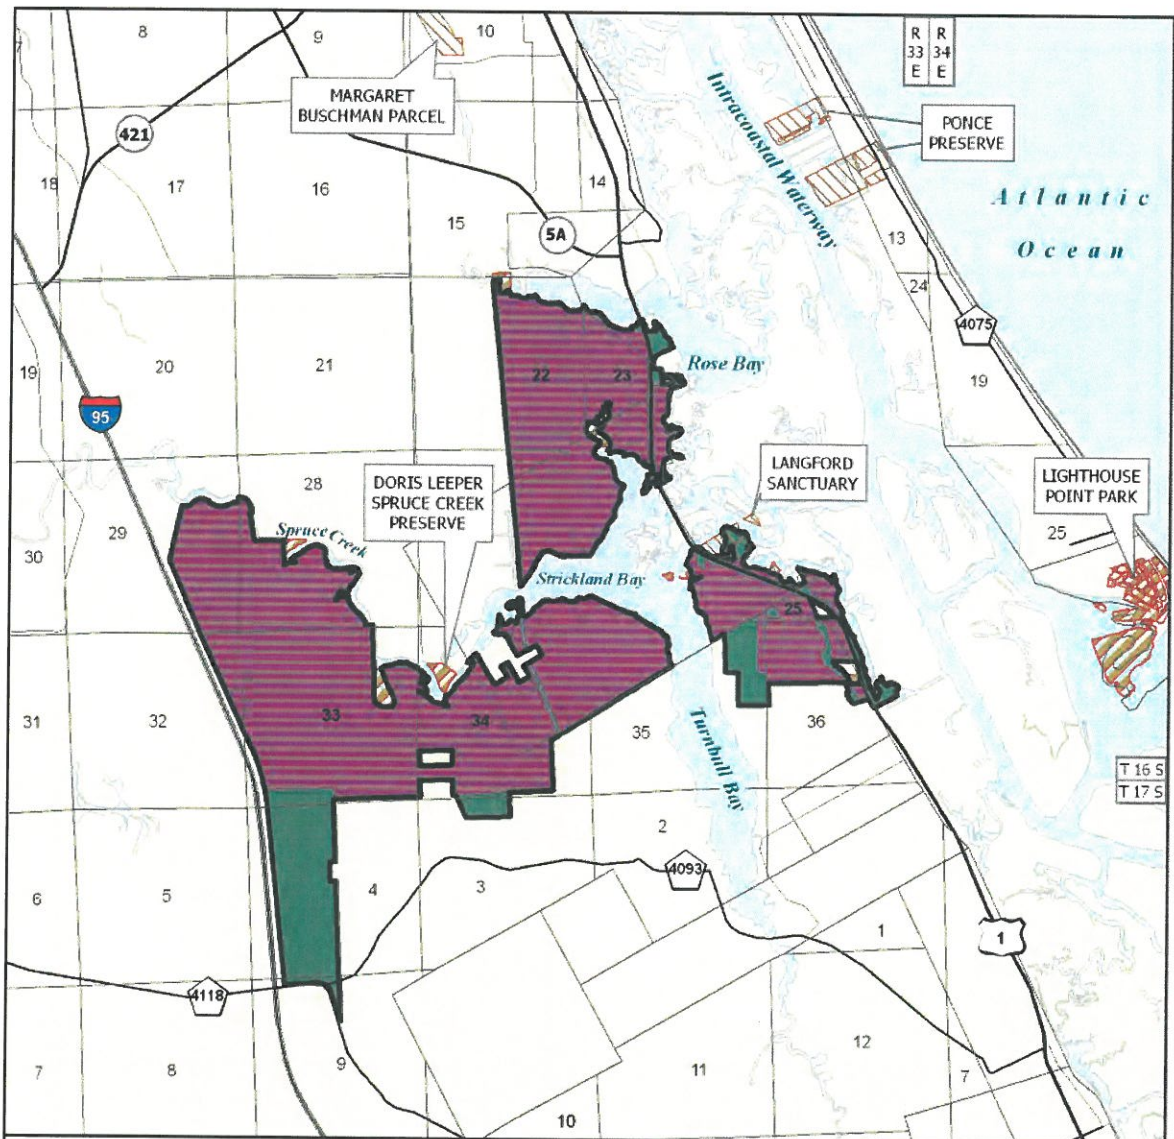 8
9
10
R 33 E
R 34 E
7
MARGARET
BUSCHMAN PARCEL
421
PONCE
PRESERVE
Intracoastal Waterway
18
17
16
15
14
5A
13
Atlantic
Ocean
24
4075
19
20
21
22
23
Rose Bay
19
95
28
DORIS LEEPER
SPRUCE CREEK
PRESERVE
LANGFORD
SANCTUARY
LIGHTHOUSE
POINT PARK
29
30
Spruce Creek
Strickland Bay
25
25
31
32
33
34
35
36
Turnbull Bay
T 16 S
T 17 S
2
4093
6
5
4
3
1
1
4118
7
8
9
10
11
12
7